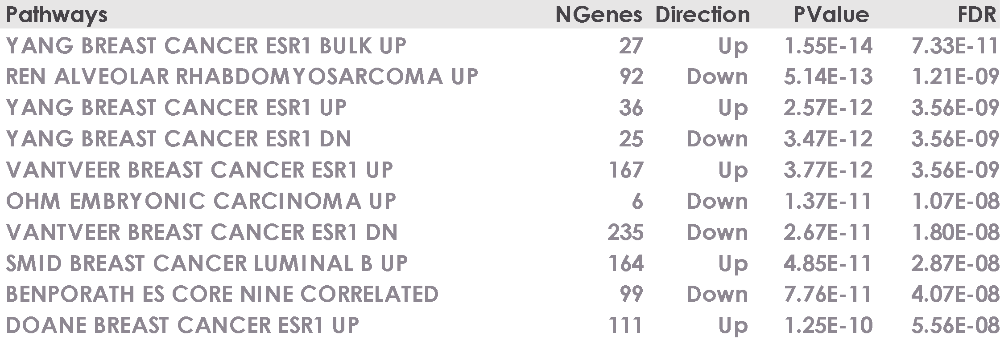 Pathways NGenes Direction PValue FDR
YANG BREAST CANCER ESR1 BULK UP 27 Up 1.55E-14 7.33E-11
REN ALVEOLAR RHABDOMYOSARCOMA UP 92 Down 5.14E-13 1.21E-09
YANG BREAST CANCER ESR1 UP 36 Up 2.57E-12 3.56E-09
YANG BREAST CANCER ESR1 DN 25 Down 3.47E-12 3.56E-09
VANTVEER BREAST CANCER ESR1 UP 167 Up 3.77E-12 3.56E-09
OHM EMBRYONIC CARCINOMA UP 6 Down 1.37E-11 1.07E-08
VANTVEER BREAST CANCER ESR1 DN 235 Down 2.67E-11 1.80E-08
SMID BREAST CANCER LUMINAL B UP 164 Up 4.85E-11 2.87E-08
BENPORATH ES CORE NINE CORRELATED 99 Down 7.76E-11 4.07E-08
DOANE BREAST CANCER ESR1 UP 111 Up 1.25E-10 5.56E-08